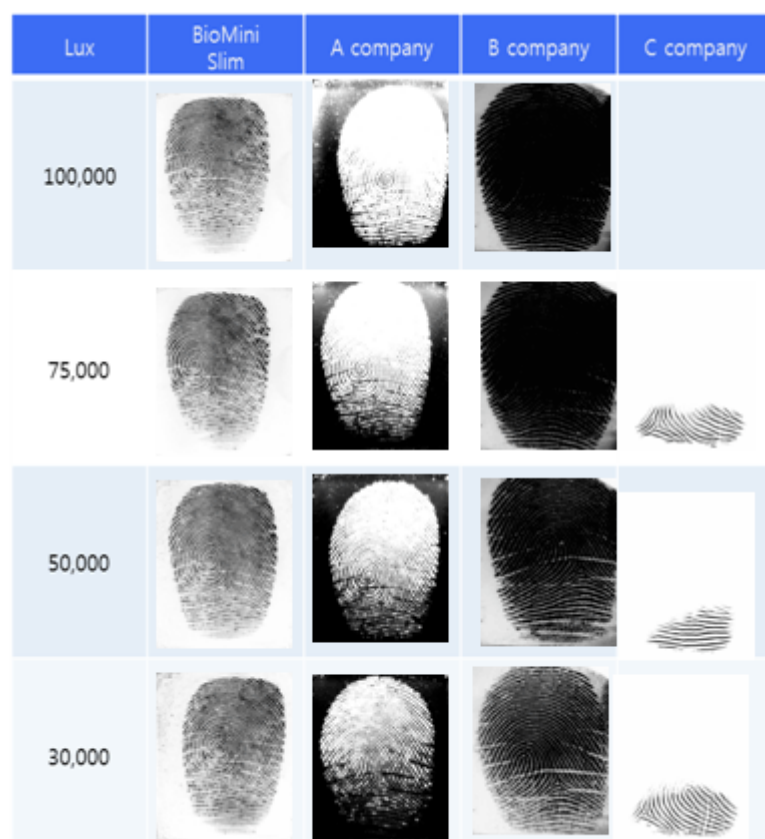 Lux
BioMini
Slim
A company
B company
C company
100,000
75,000
50,000
30,000